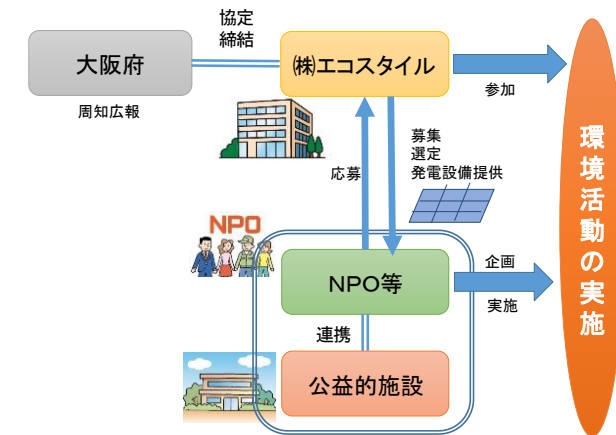 協定
締結
大阪府
㈱エコスタイル
周知広報
参加
応募
募集
選定
発電設備提供
NPO
NPO等
企画
実施
連携
公益的施設
環境活動の実施